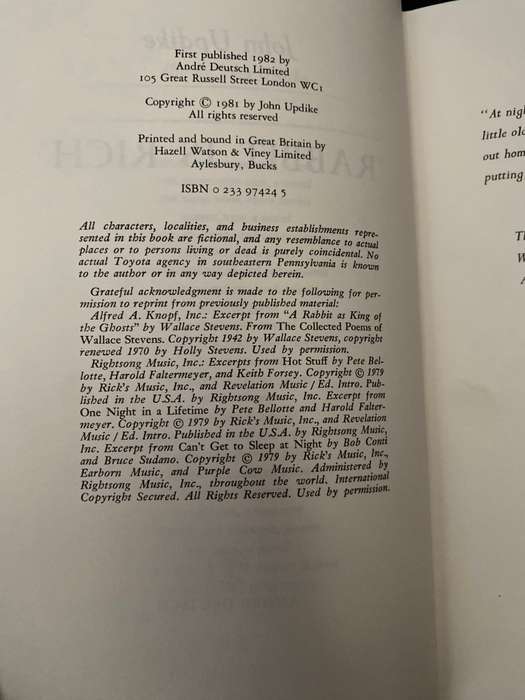 First published 1982 by
André Deutsch Limited
105 Great Russell Street London WC1
Copyright © 1981 by John Updike
All rights reserved
Printed and bound in Great Britain by
Hazell Watson & Viney Limited
Aylesbury, Bucks
ISBN 0 233 97424 5
All characters, localities, and business establishments repre-
sented in this book are fictional, and any resemblance to actual
places or to persons living or dead is purely coincidental. No
actual Toyota agency in southeastern Pennsylvania is known
to the author or in any way depicted herein.
Grateful acknowledgment is made to the following for per-
mission to reprint from previously published material:
Alfred A. Knopf, Inc.: Excerpt from "A Rabbit as King of
the Ghosts" by Wallace Stevens. From The Collected Poems of
Wallace Stevens. Copyright 1942 by Wallace Stevens, copyright
renewed 1970 by Holly Stevens. Used by permission.
Rightsong Music, Inc.: Excerpts from Hot Stuff by Pete Bel-
lotte, Harold Faltermeyer, and Keith Forsey. Copyright © 1979
by Rick's Music, Inc., and Revelation Music / Ed. Intro. Pub-
lished in the U.S.A. by Rightsong Music, Inc. Excerpt from
One Night in a Lifetime by Pete Bellotte and Harold Falter-
meyer. Copyright © 1979 by Rick's Music, Inc., and Revelation
Music / Ed. Intro. Published in the U.S.A. by Rightsong Music,
Inc. Excerpt from Can't Get to Sleep at Night by Bob Conti
and Bruce Sudano. Copyright © 1979 by Rick's Music, Inc.,
Earborn Music, and Purple Cow Music. Administered by
Rightsong Music, Inc., throughout the world. International
Copyright Secured. All Rights Reserved. Used by permission.
"At nig
little ol
out hom
putting